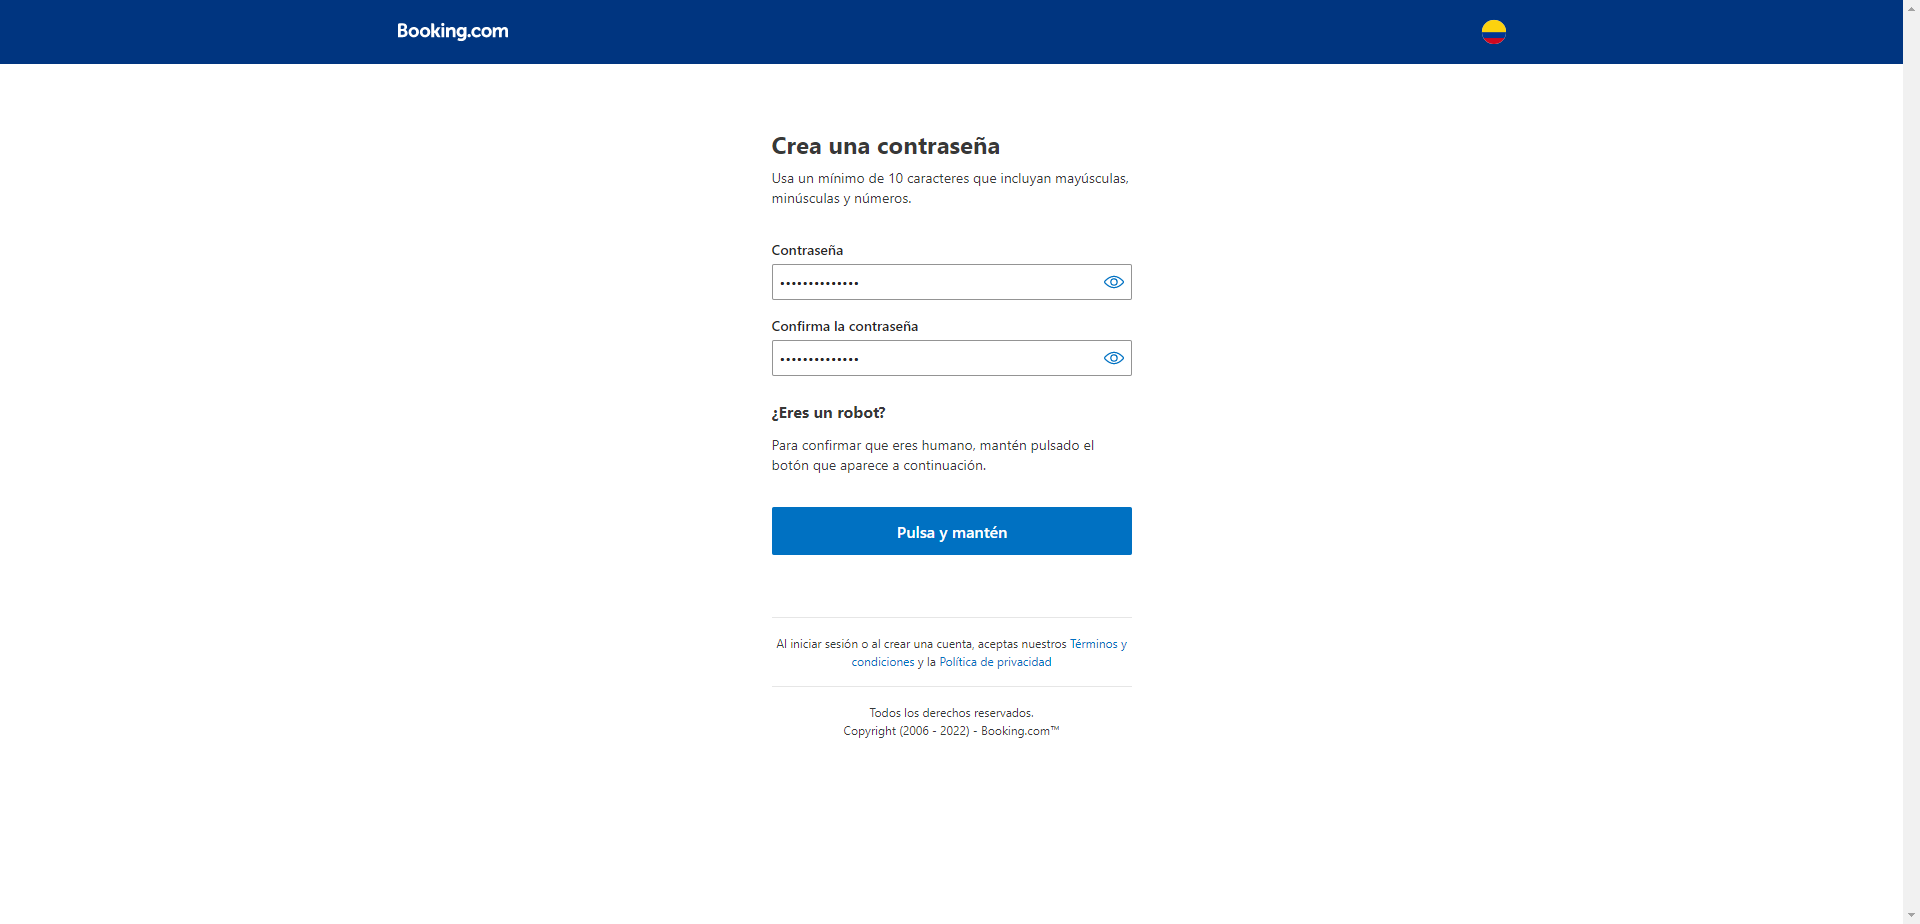 Booking.com
Crea una contraseña
Usa un mínimo de 10 caracteres que incluyan mayúsculas,
minúsculas y números.
Contraseña
••••••••••••••
Confirma la contraseña
••••••••••••••
¿Eres un robot?
Para confirmar que eres humano, mantén pulsado el
botón que aparece a continuación.
Pulsa y mantén
Al iniciar sesión o al crear una cuenta, aceptas nuestros Términos y
condiciones y la Política de privacidad
Todos los derechos reservados.
Copyright (2006 - 2022) - Booking.com™